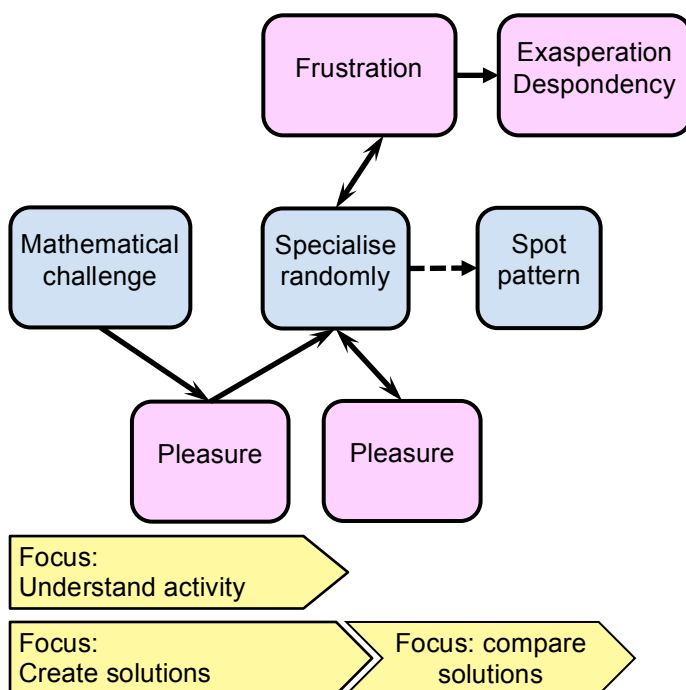 Frustration
Exasperation
Despondency
Mathematical
challenge
Specialise
randomly
Spot
pattern
Pleasure
Pleasure
Focus:
Understand activity
Focus:
Create solutions
Focus: compare
solutions